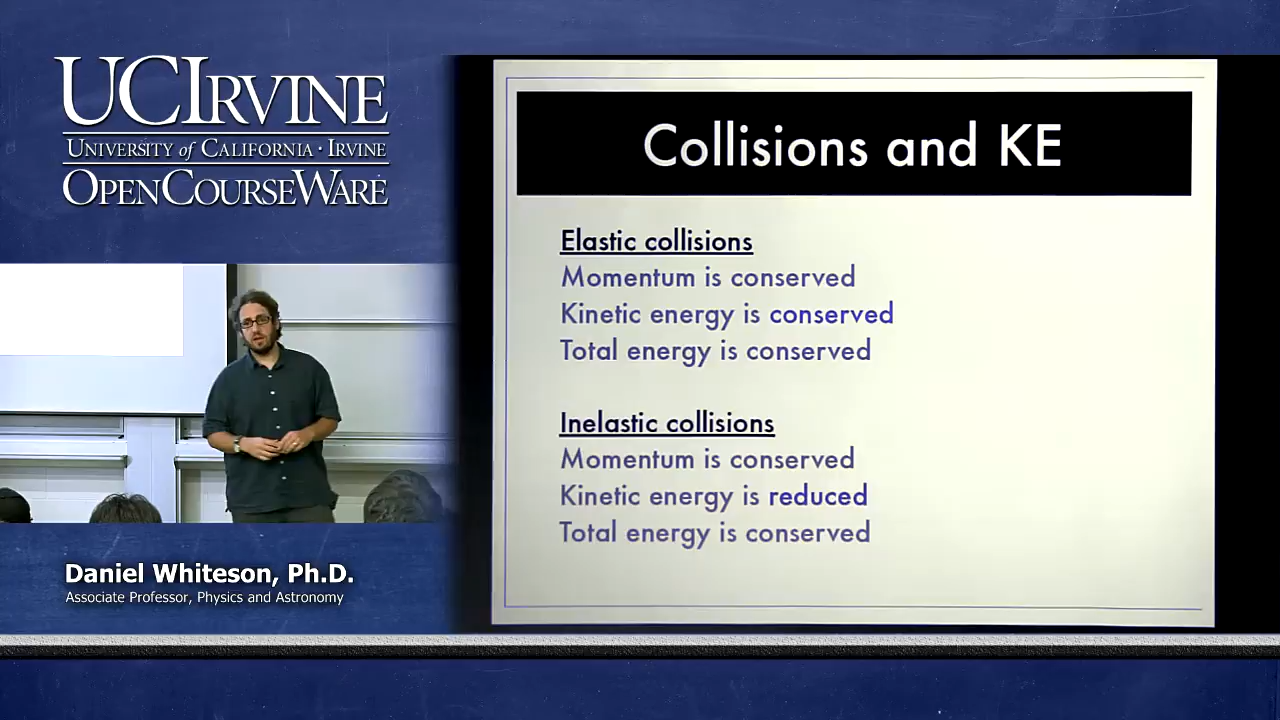 UCIRVINE
UNIVERSITY of CALIFORNIA · IRVINE
OPENCOURSEWARE
Collisions and KE
Elastic collisions
Momentum is conserved
Kinetic energy is conserved
Total energy is conserved
Inelastic collisions
Momentum is conserved
Kinetic energy is reduced
Total energy is conserved
Daniel Whiteson, Ph.D.
Associate Professor, Physics and Astronomy